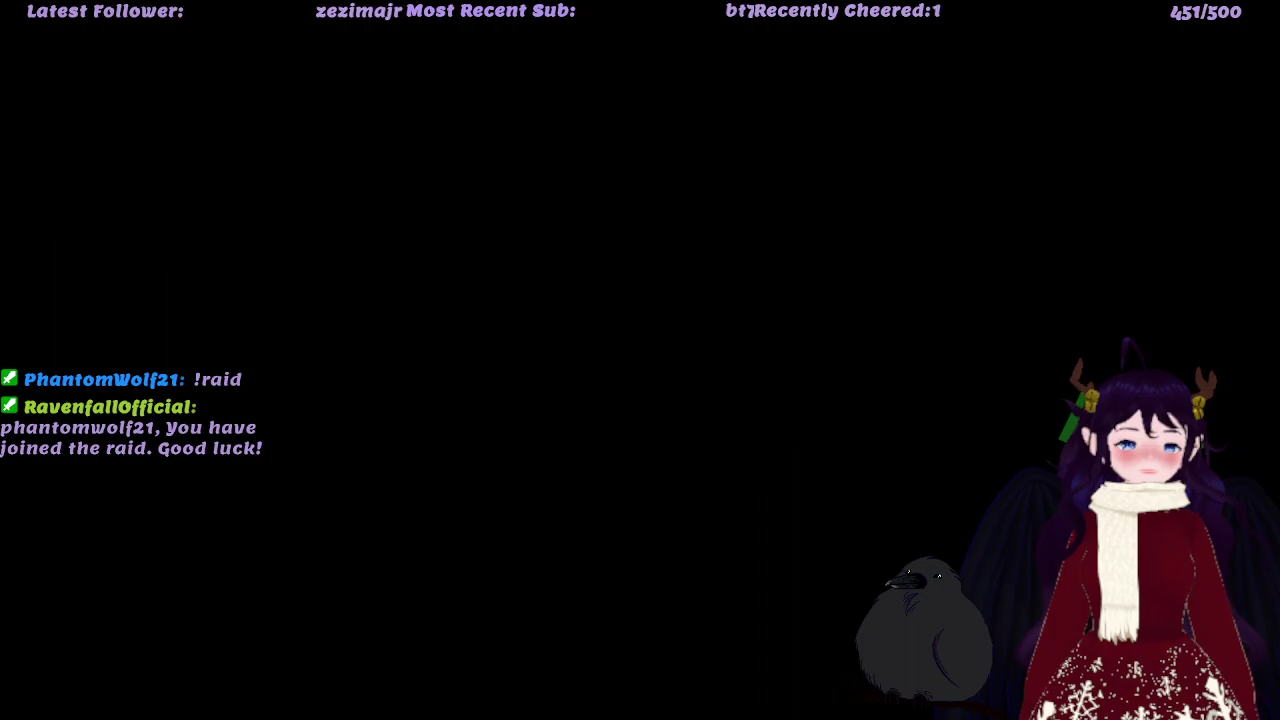 Latest Follower: zezimajr Most Recent Sub: bt7Recently Cheered:1 451/500
PhantomWolf21: !raid
RavenfallOfficial:
phantomwolf21, You have
joined the raid. Good luck!